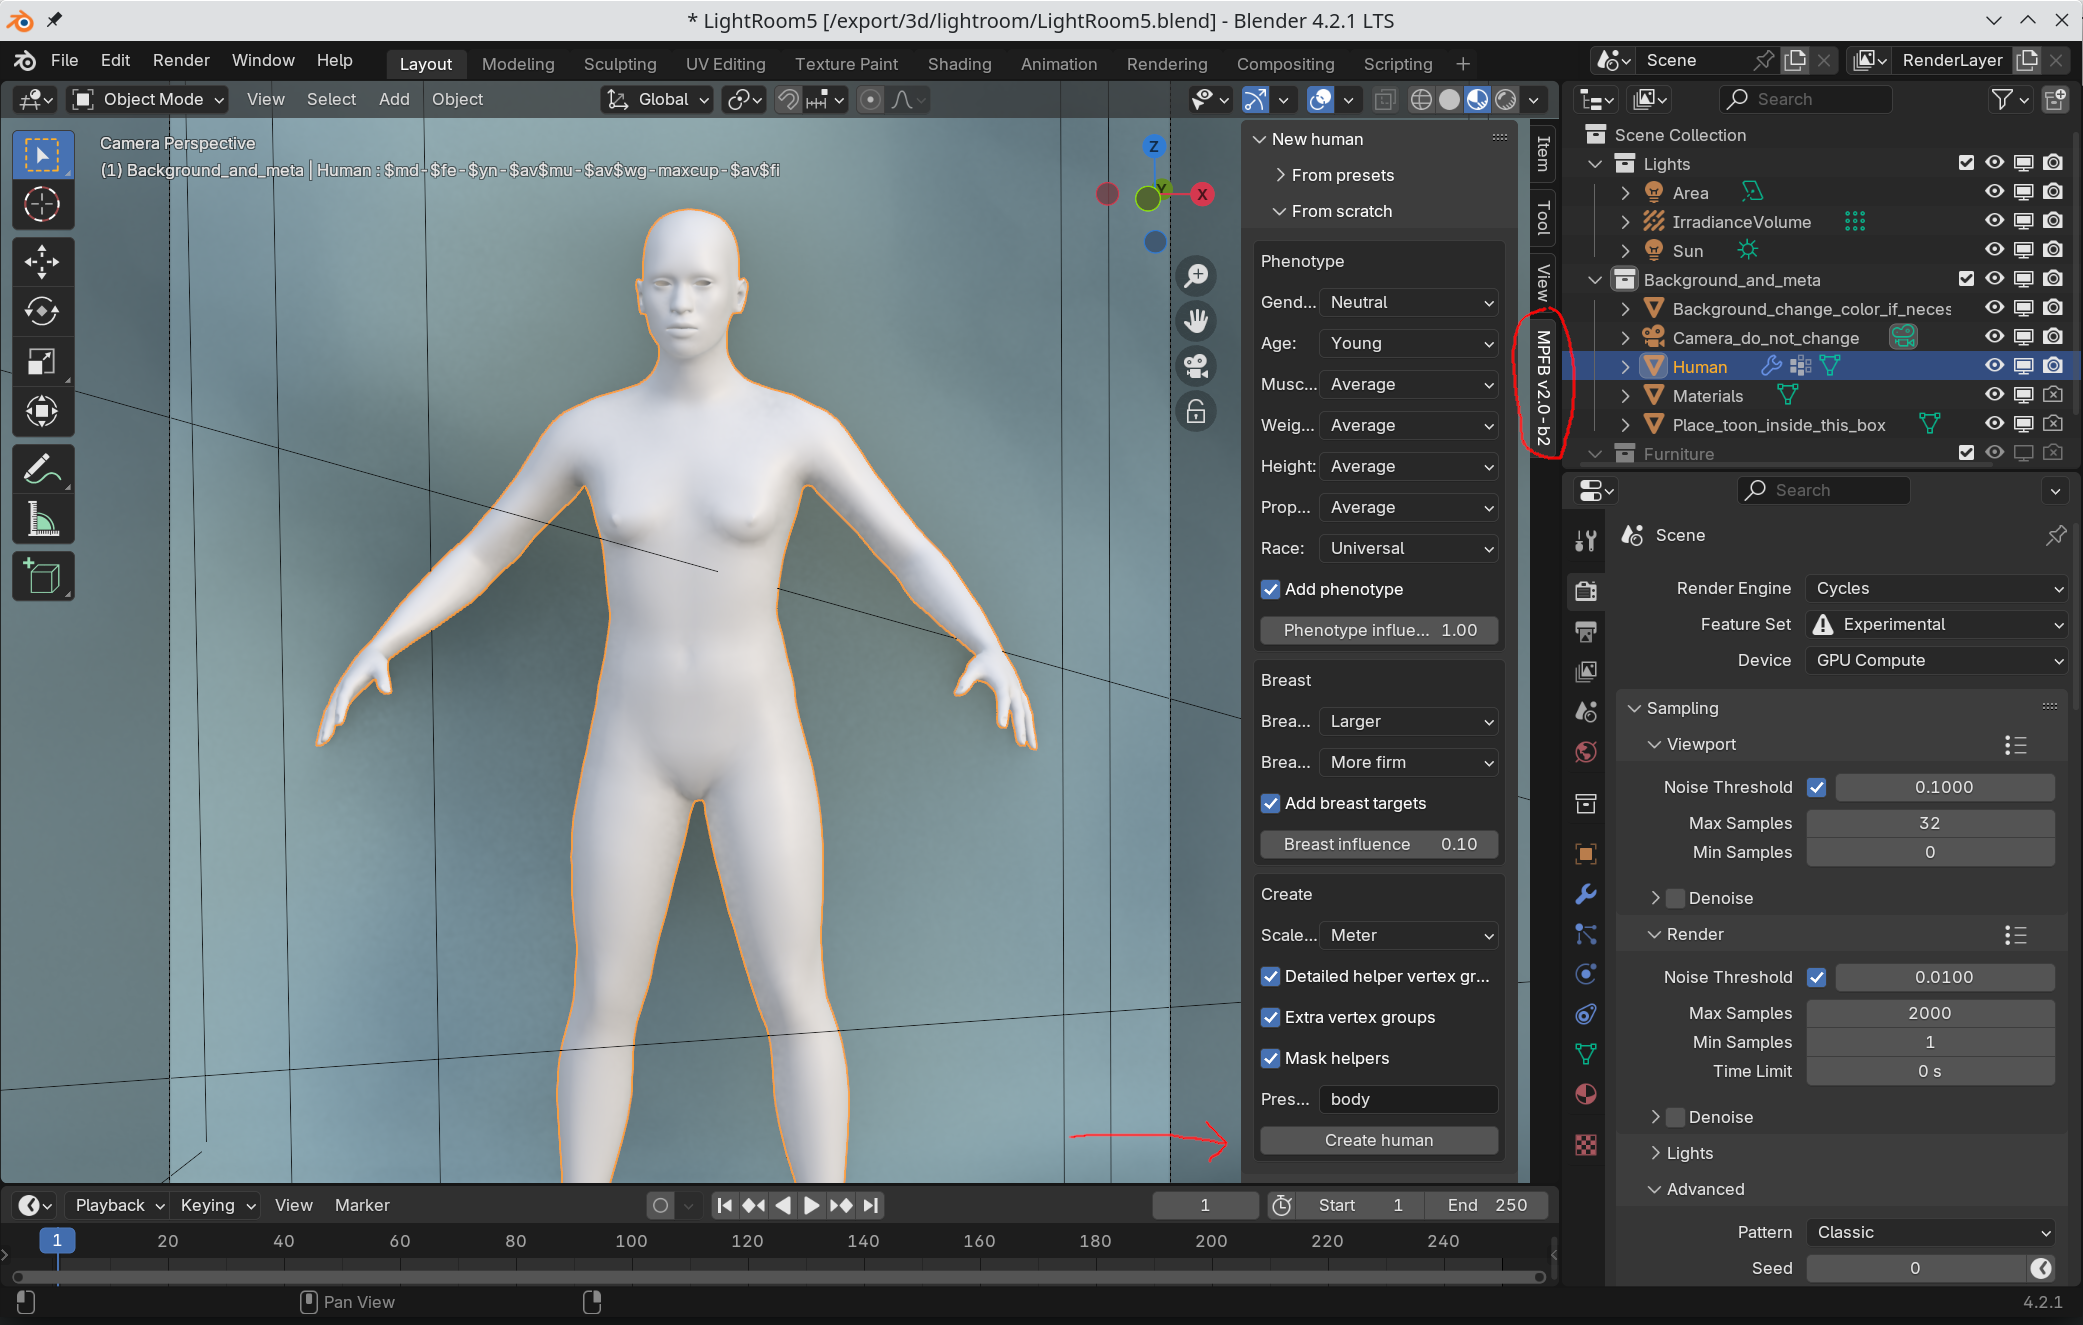 * LightRoom5 [/export/3d/lightroom/LightRoom5.blend] - Blender 4.2.1 LTS
File Edit Render Window Help
Layout Modeling Sculpting UV Editing Texture Paint Shading Animation Rendering Compositing Scripting +
Scene
RenderLayer
Object Mode View Select Add Object
Global
Camera Perspective
(1) Background_and_meta | Human : $md-$fe-$yn-$av$mu-$av$wg-maxcup-$av$fi
Z
Y
X
New human
From presets
From scratch
Phenotype
Gend... Neutral
Age: Young
Musc... Average
Weig... Average
Height: Average
Prop... Average
Race: Universal
Add phenotype
Phenotype influe... 1.00
Breast
Brea... Larger
Brea... More firm
Add breast targets
Breast influence 0.10
Create
Scale... Meter
Detailed helper vertex gr...
Extra vertex groups
Mask helpers
Pres... body
Create human
Item
Tool
View
MPFB v2.0-b2
Search
Scene Collection
Lights
Area
IrradianceVolume
Sun
Background_and_meta
Background_change_color_if_neces
Camera_do_not_change
Human
Materials
Place_toon_inside_this_box
Furniture
Search
Scene
Render Engine Cycles
Feature Set Experimental
Device GPU Compute
Sampling
Viewport
Noise Threshold 0.1000
Max Samples 32
Min Samples 0
Denoise
Render
Noise Threshold 0.0100
Max Samples 2000
Min Samples 1
Time Limit 0 s
Denoise
Lights
Advanced
Pattern Classic
Seed 0
Playback Keying View Marker
1 Start 1 End 250
1 20 40 60 80 100 120 140 160 180 200 220 240
Pan View
4.2.1